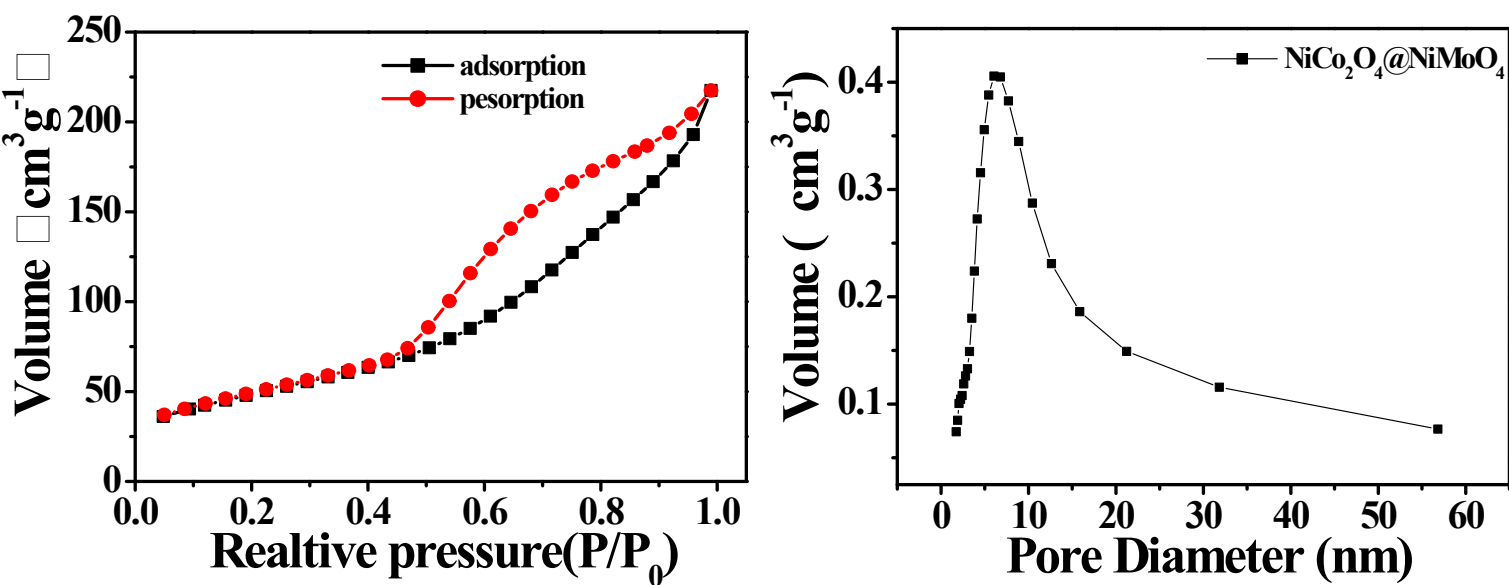 250
200
150
100
50
0
Volume □ cm³g⁻¹ □
adsorption
pesorption
0.0 0.2 0.4 0.6 0.8 1.0
Realtive pressure(P/P₀)
0.4
0.3
0.2
0.1
Volume ( cm³g⁻¹)
NiCo₂O₄@NiMoO₄
0 10 20 30 40 50 60
Pore Diameter (nm)